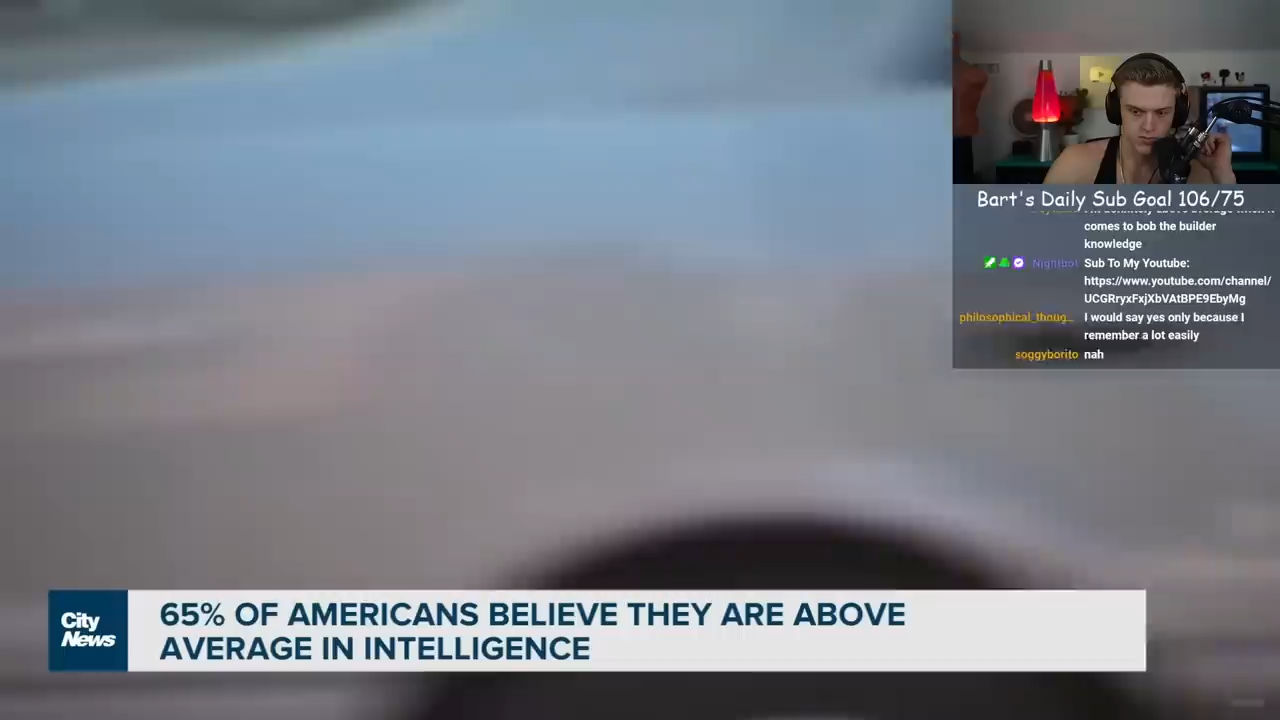 Bart's Daily Sub Goal 106/75
comes to bob the builder
knowledge
Nightbot Sub To My Youtube:
https://www.youtube.com/channel/
UCGRryxFxjXbVAtBPE9EbyMg
philosophical_thoug... I would say yes only because I
remember a lot easily
soggyborito nah
City
News
65% OF AMERICANS BELIEVE THEY ARE ABOVE
AVERAGE IN INTELLIGENCE